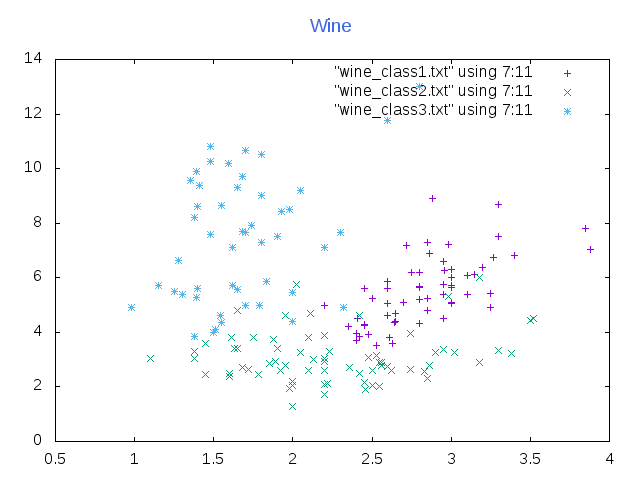 Wine
14
12
10
8
6
4
2
0
"wine_class1.txt" using 7:11
"wine_class2.txt" using 7:11
"wine_class3.txt" using 7:11
0.5 1 1.5 2 2.5 3 3.5 4